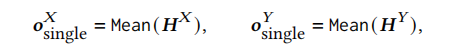 𝒐^X_single = Mean(𝑯^X), 𝒐^Y_single = Mean(𝑯^Y),